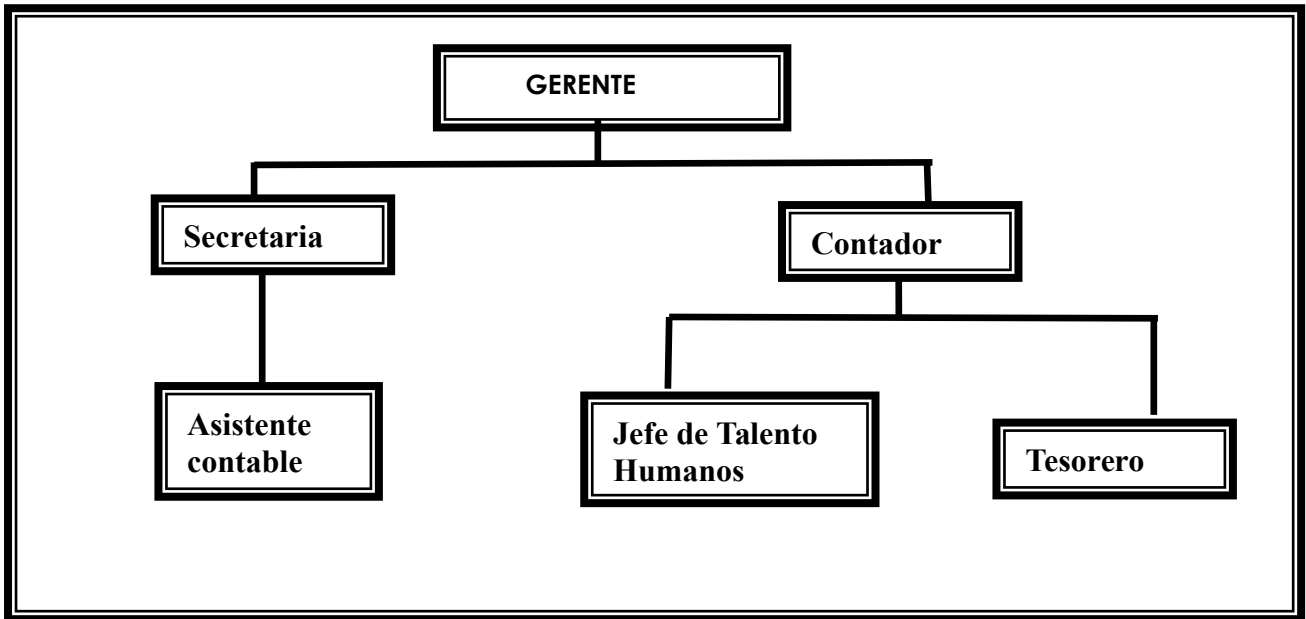 GERENTE
Secretaria
Contador
Asistente
contable
Jefe de Talento
Humanos
Tesorero